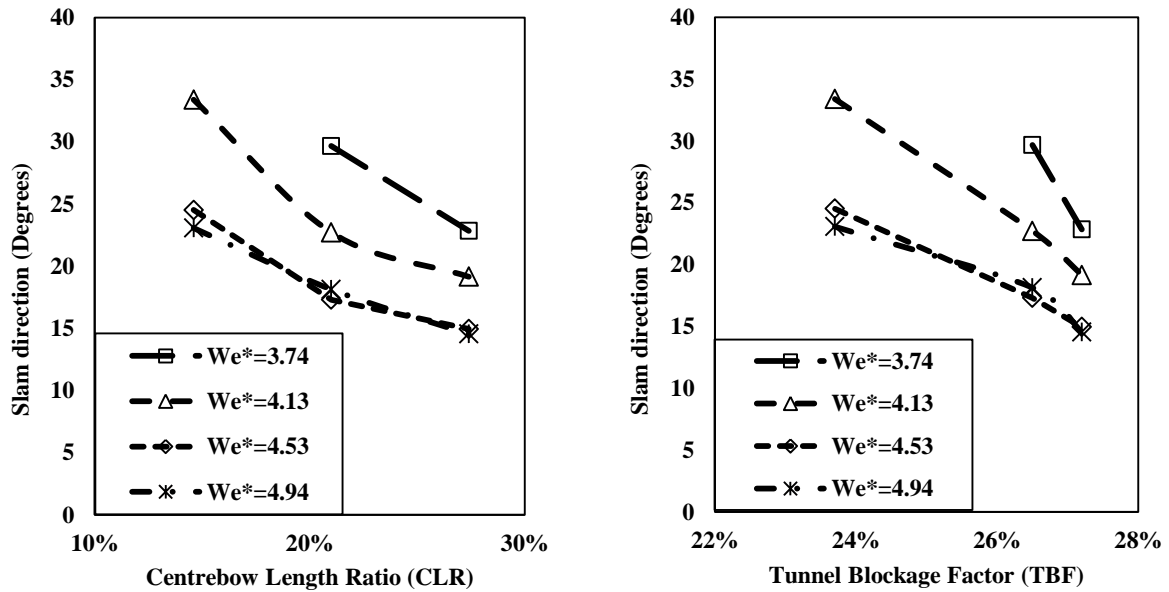 40
35
30
25
20
15
10
5
0
Slam direction (Degrees)
We*=3.74
We*=4.13
We*=4.53
We*=4.94
10%
20%
30%
Centrebow Length Ratio (CLR)
40
35
30
25
20
15
10
5
0
Slam direction (Degrees)
We*=3.74
We*=4.13
We*=4.53
We*=4.94
22%
24%
26%
28%
Tunnel Blockage Factor (TBF)